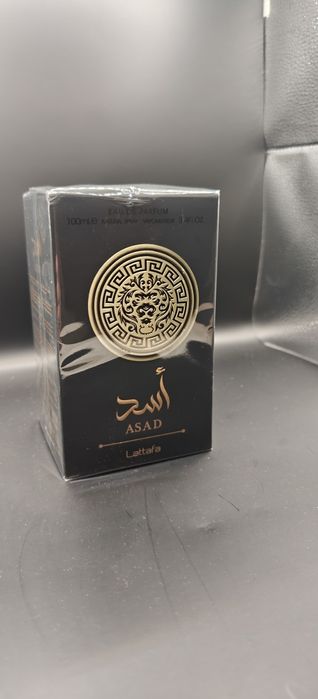 EAU DE PARFUM
100ml℮ NATURAL SPRAY - VAPORISATEUR 3.4FL.OZ.
أسد
ASAD
Lattafa